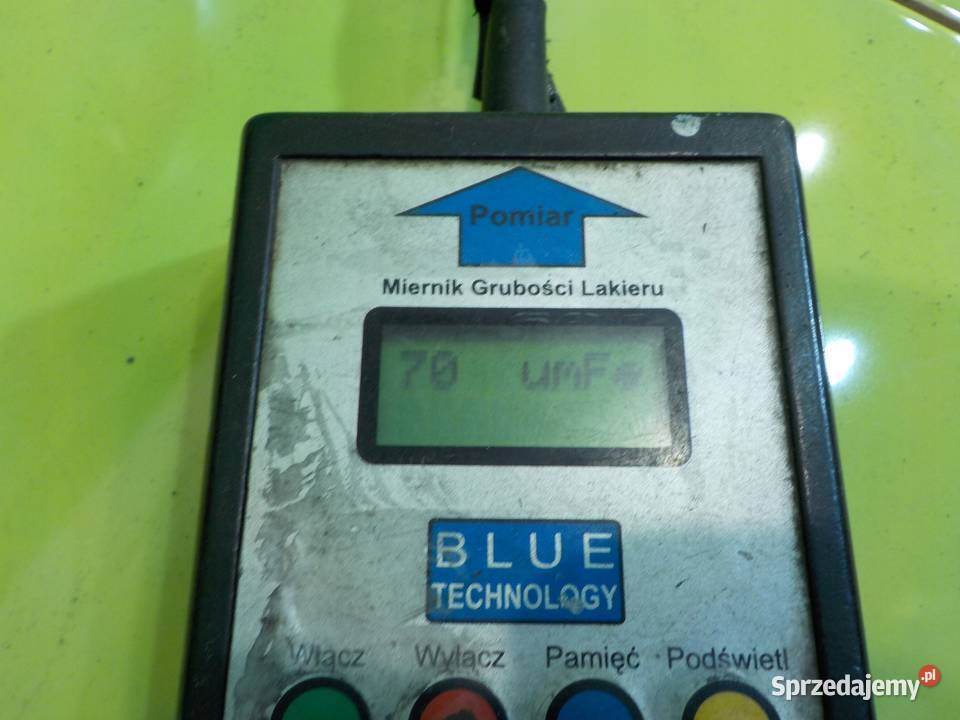 Pomiar
Miernik Grubości Lakieru
70 umFe
BLUE
TECHNOLOGY
Włącz Wyłącz Pamięć Podświetl
Sprzedajemy.pl